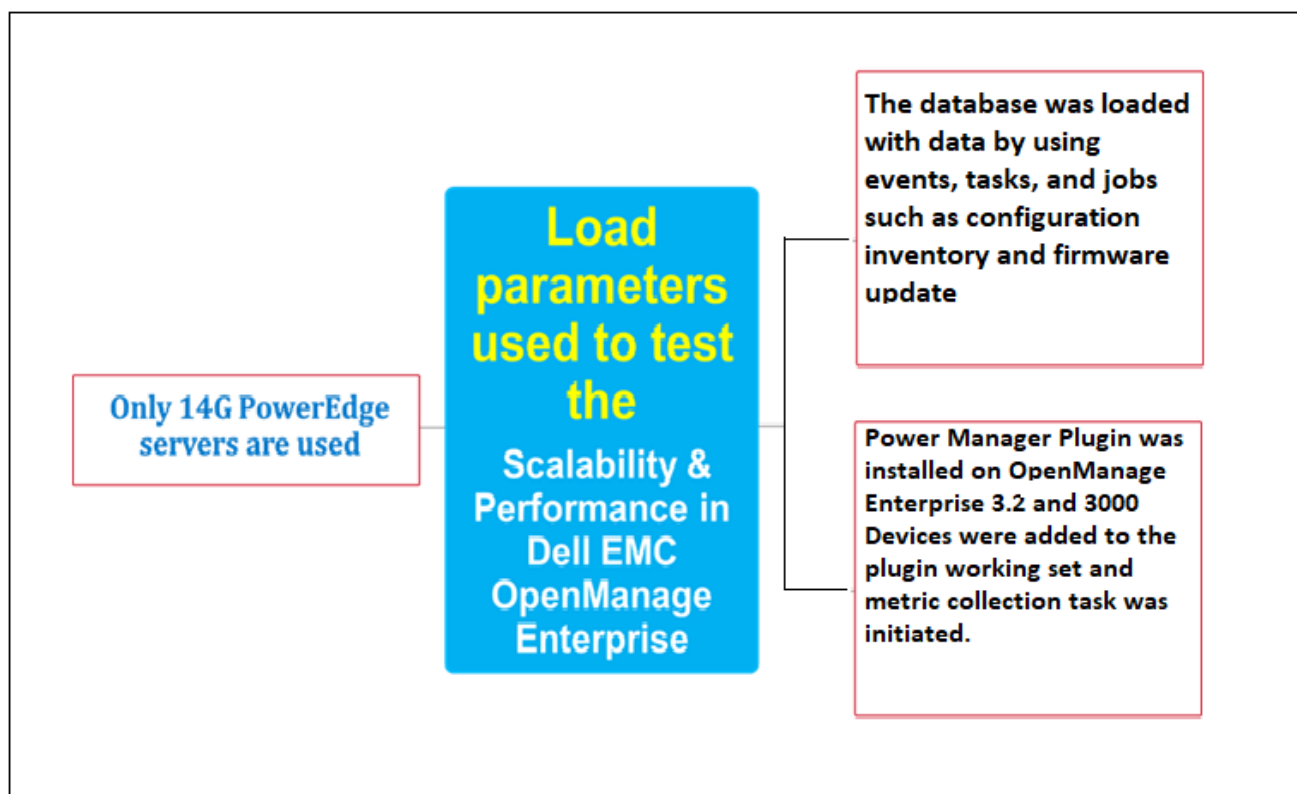 Only 14G PowerEdge
servers are used
Load
parameters
used to test
the
Scalability &
Performance in
Dell EMC
OpenManage
Enterprise
The database was loaded
with data by using
events, tasks, and jobs
such as configuration
inventory and firmware
update
Power Manager Plugin was
installed on OpenManage
Enterprise 3.2 and 3000
Devices were added to the
plugin working set and
metric collection task was
initiated.